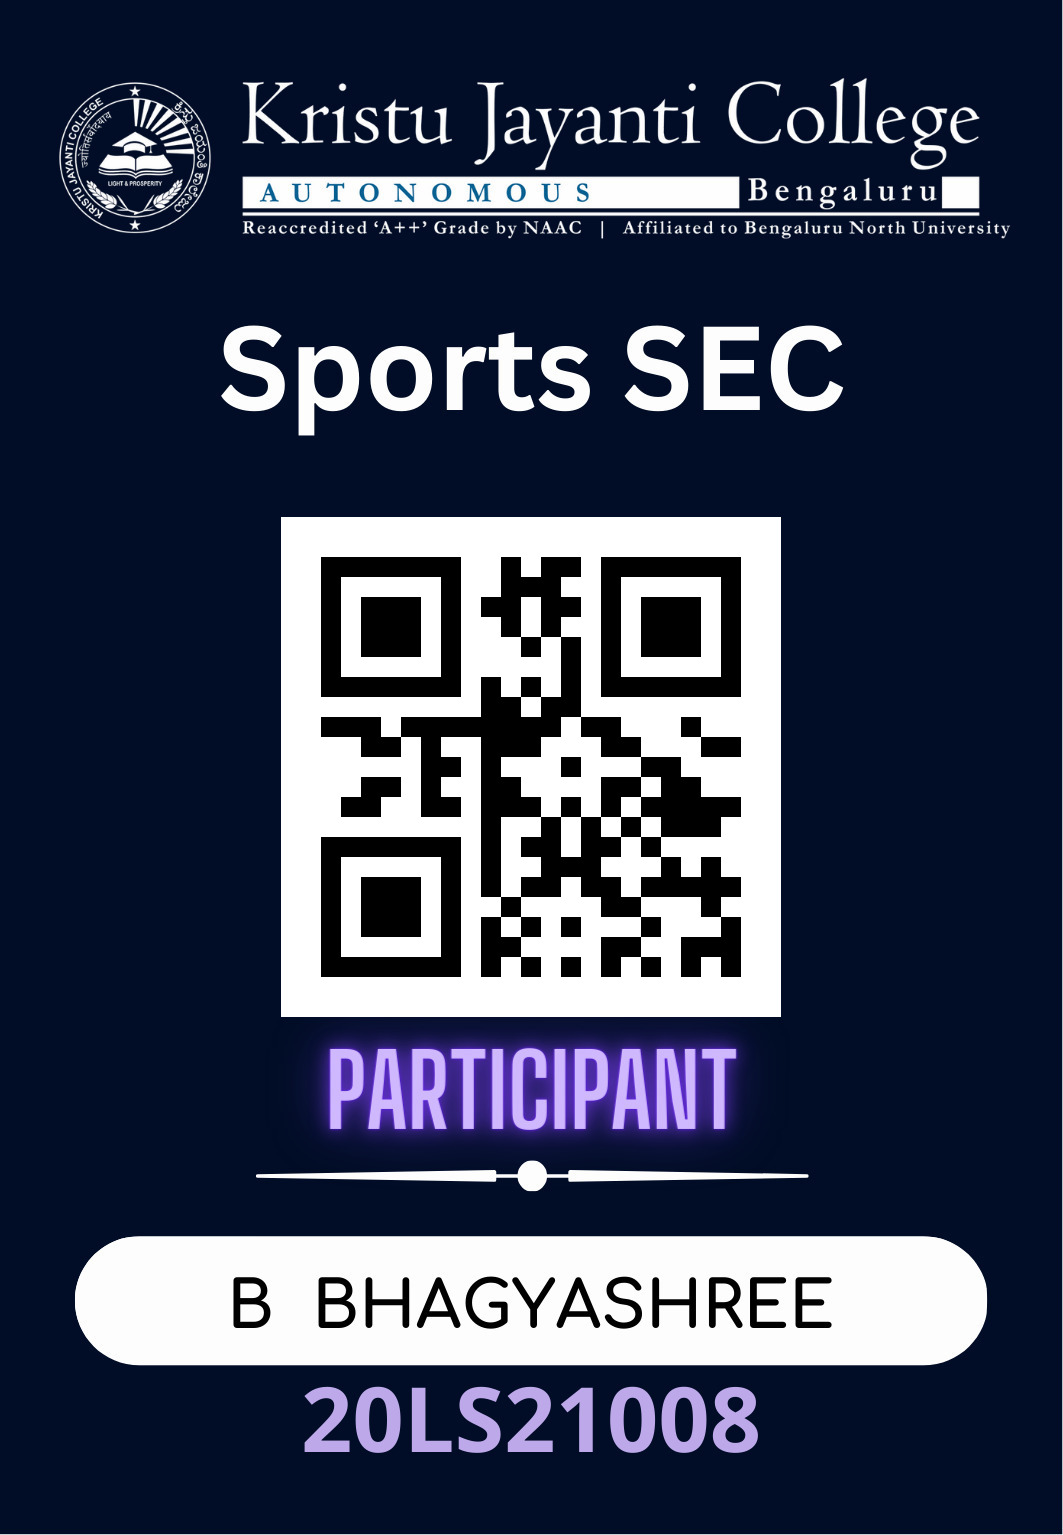 Kristu Jayanti College
AUTONOMOUS Bengaluru
Reaccredited ‘A++’ Grade by NAAC | Affiliated to Bengaluru North University
KRISTU JAYANTI COLLEGE
LIGHT & PROSPERITY
Sports SEC
PARTICIPANT
B BHAGYASHREE
20LS21008